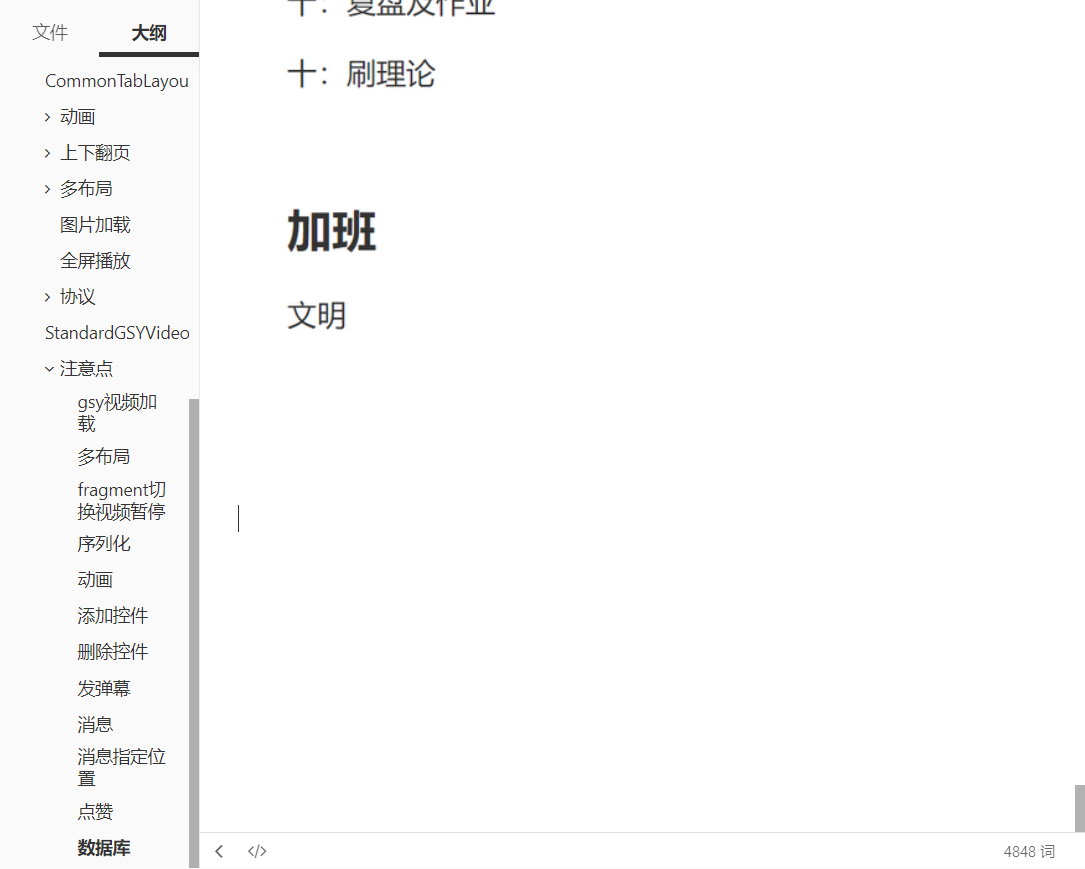 文件 大纲
CommonTabLayou
动画
上下翻页
多布局
图片加载
全屏播放
协议
StandardGSYVideo
注意点
gsy视频加
载
多布局
fragment切
换视频暂停
序列化
动画
添加控件
删除控件
发弹幕
消息
消息指定位
置
点赞
数据库
十：复盘及作业
十：刷理论
加班
文明
</> 4848 词